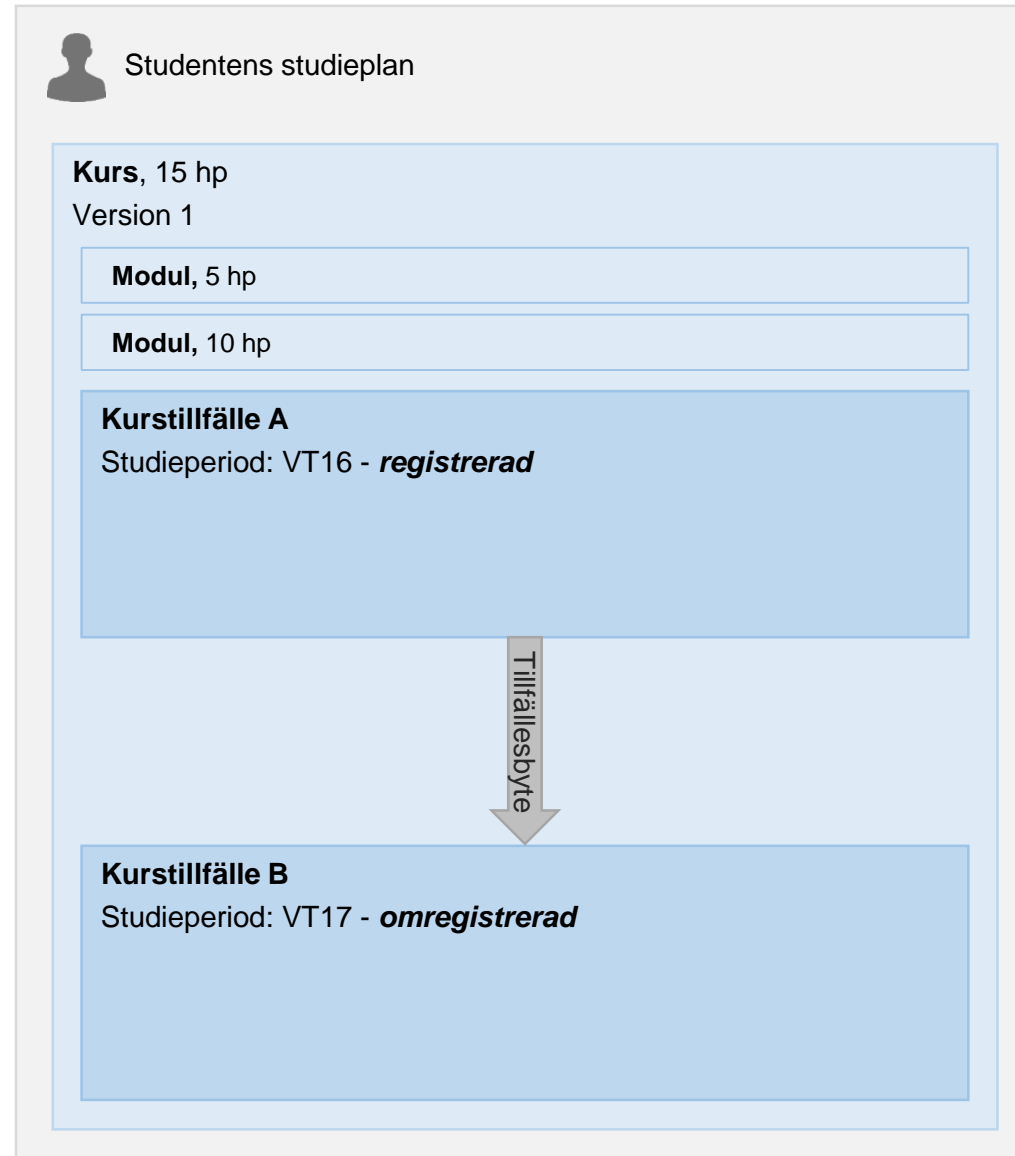 Studentens studieplan
Kurs, 15 hp
Version 1
Modul, 5 hp
Modul, 10 hp
Kurstillfälle A
Studieperiod: VT16 - registrerad
Tillfällesbyte
Kurstillfälle B
Studieperiod: VT17 - omregistrerad